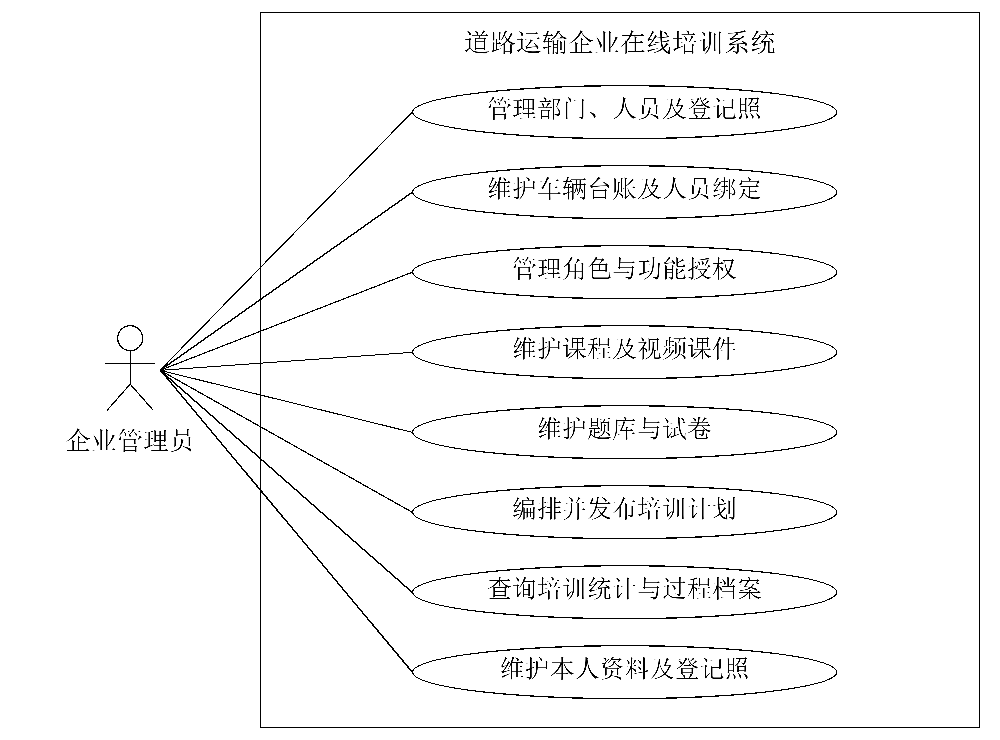 道路运输企业在线培训系统
管理部门、人员及登记照
维护车辆台账及人员绑定
管理角色与功能授权
维护课程及视频课件
企业管理员
维护题库与试卷
编排并发布培训计划
查询培训统计与过程档案
维护本人资料及登记照